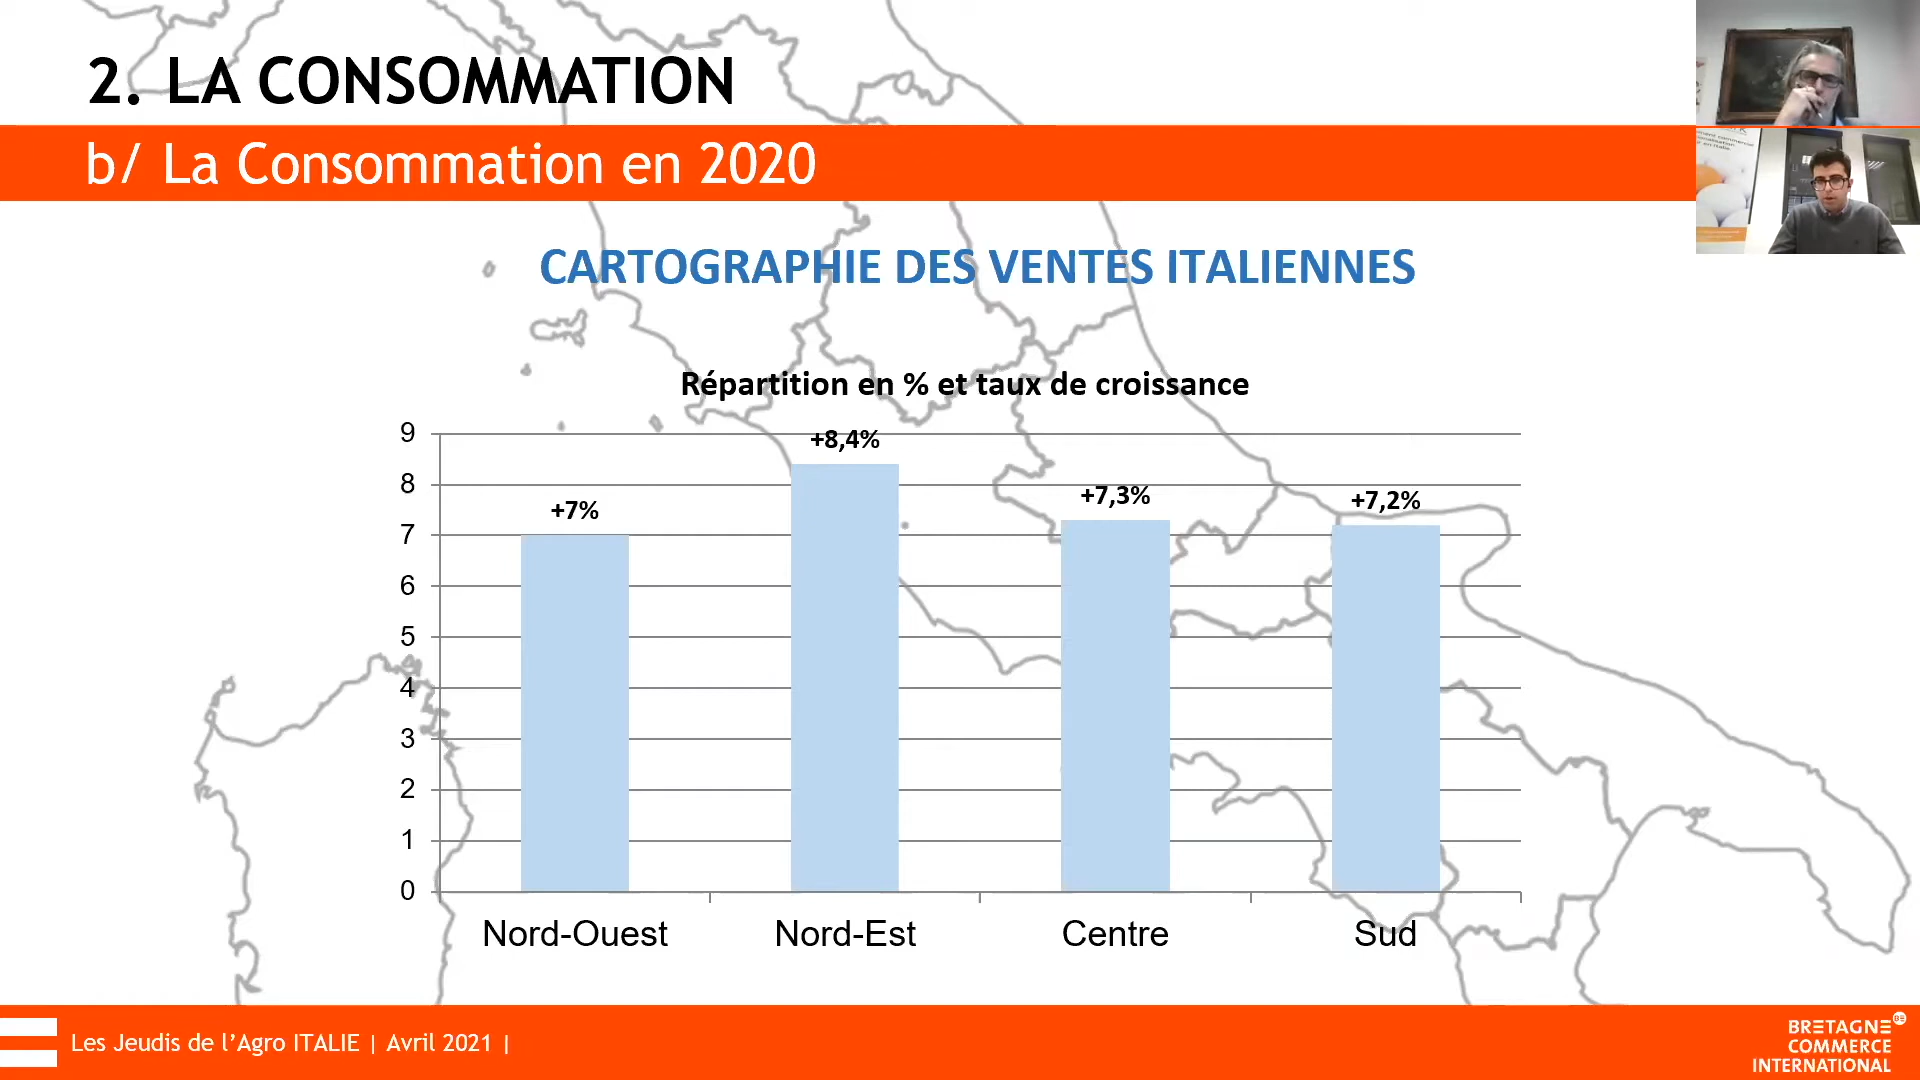 2. LA CONSOMMATION
b/ La Consommation en 2020
CARTOGRAPHIE DES VENTES ITALIENNES
Répartition en % et taux de croissance
9
8
7
6
5
4
3
2
1
0
+7%
+8,4%
+7,3%
+7,2%
Nord-Ouest
Nord-Est
Centre
Sud
Les Jeudis de l’Agro ITALIE | Avril 2021 |
BRETAGNE
COMMERCE
INTERNATIONAL